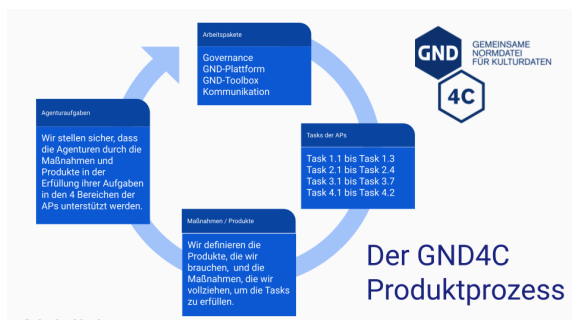 Arbeitspakete
Governance
GND-Plattform
GND-Toolbox
Kommunikation
GND
GEMEINSAME
NORMDATEI
FÜR KULTURDATEN
4C
Tasks der APs
Task 1.1 bis Task 1.3
Task 2.1 bis Task 2.4
Task 3.1 bis Task 3.7
Task 4.1 bis Task 4.2
Maßnahmen / Produkte
Wir definieren die
Produkte, die wir
brauchen, und die
Maßnahmen, die wir
vollziehen, um die Tasks
zu erfüllen.
Agenturaufgaben
Wir stellen sicher, dass
die Agenturen durch die
Maßnahmen und
Produkte in der
Erfüllung ihrer Aufgaben
in den 4 Bereichen der
APs unterstützt werden.
Der GND4C
Produktprozess